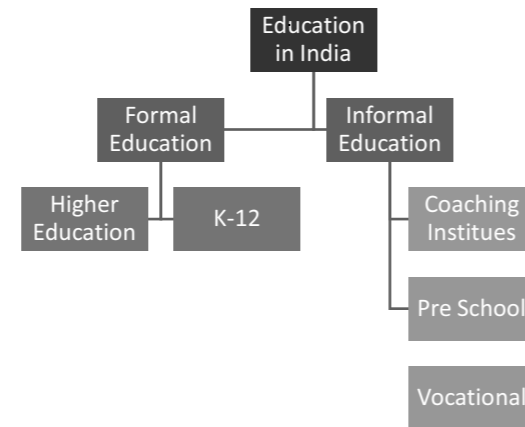 Education
in India
Formal
Education
Informal
Education
Higher
Education
K-12
Coaching
Institues
Pre School
Vocational